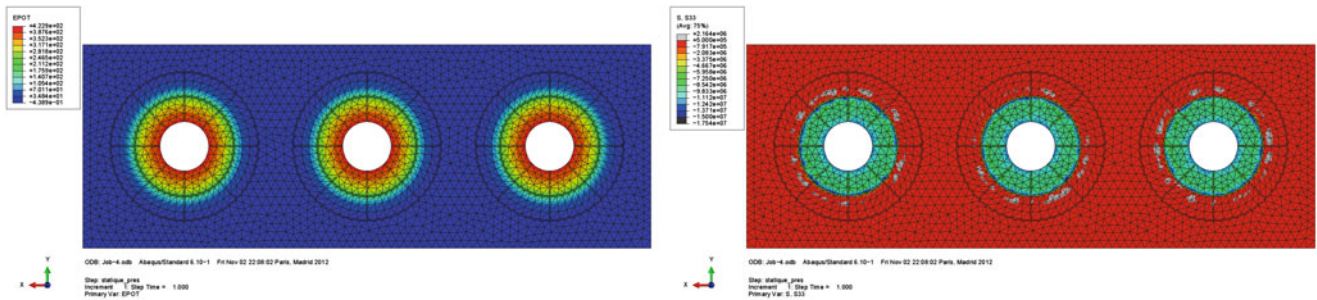 EPOT
+4.229e+02
+3.876e+02
+3.523e+02
+3.171e+02
+2.818e+02
+2.465e+02
+2.112e+02
+1.759e+02
+1.407e+02
+1.054e+02
+7.011e+01
+3.484e+01
-4.389e-01
Y
X
ODB: Job-4.odb Abaqus/Standard 6.10-1 Fri Nov 02 22:08:02 Paris, Madrid 2012
Step: statique_pres
Increment 1: Step Time = 1.000
Primary Var: EPOT
S, S33
(Avg: 75%)
+2.164e+06
+5.000e+05
-7.917e+05
-2.083e+06
-3.375e+06
-4.667e+06
-5.958e+06
-7.250e+06
-8.542e+06
-9.833e+06
-1.112e+07
-1.242e+07
-1.371e+07
-1.500e+07
-1.754e+07
Y
X
ODB: Job-4.odb Abaqus/Standard 6.10-1 Fri Nov 02 22:08:02 Paris, Madrid 2012
Step: statique_pres
Increment 1: Step Time = 1.000
Primary Var: S, S33